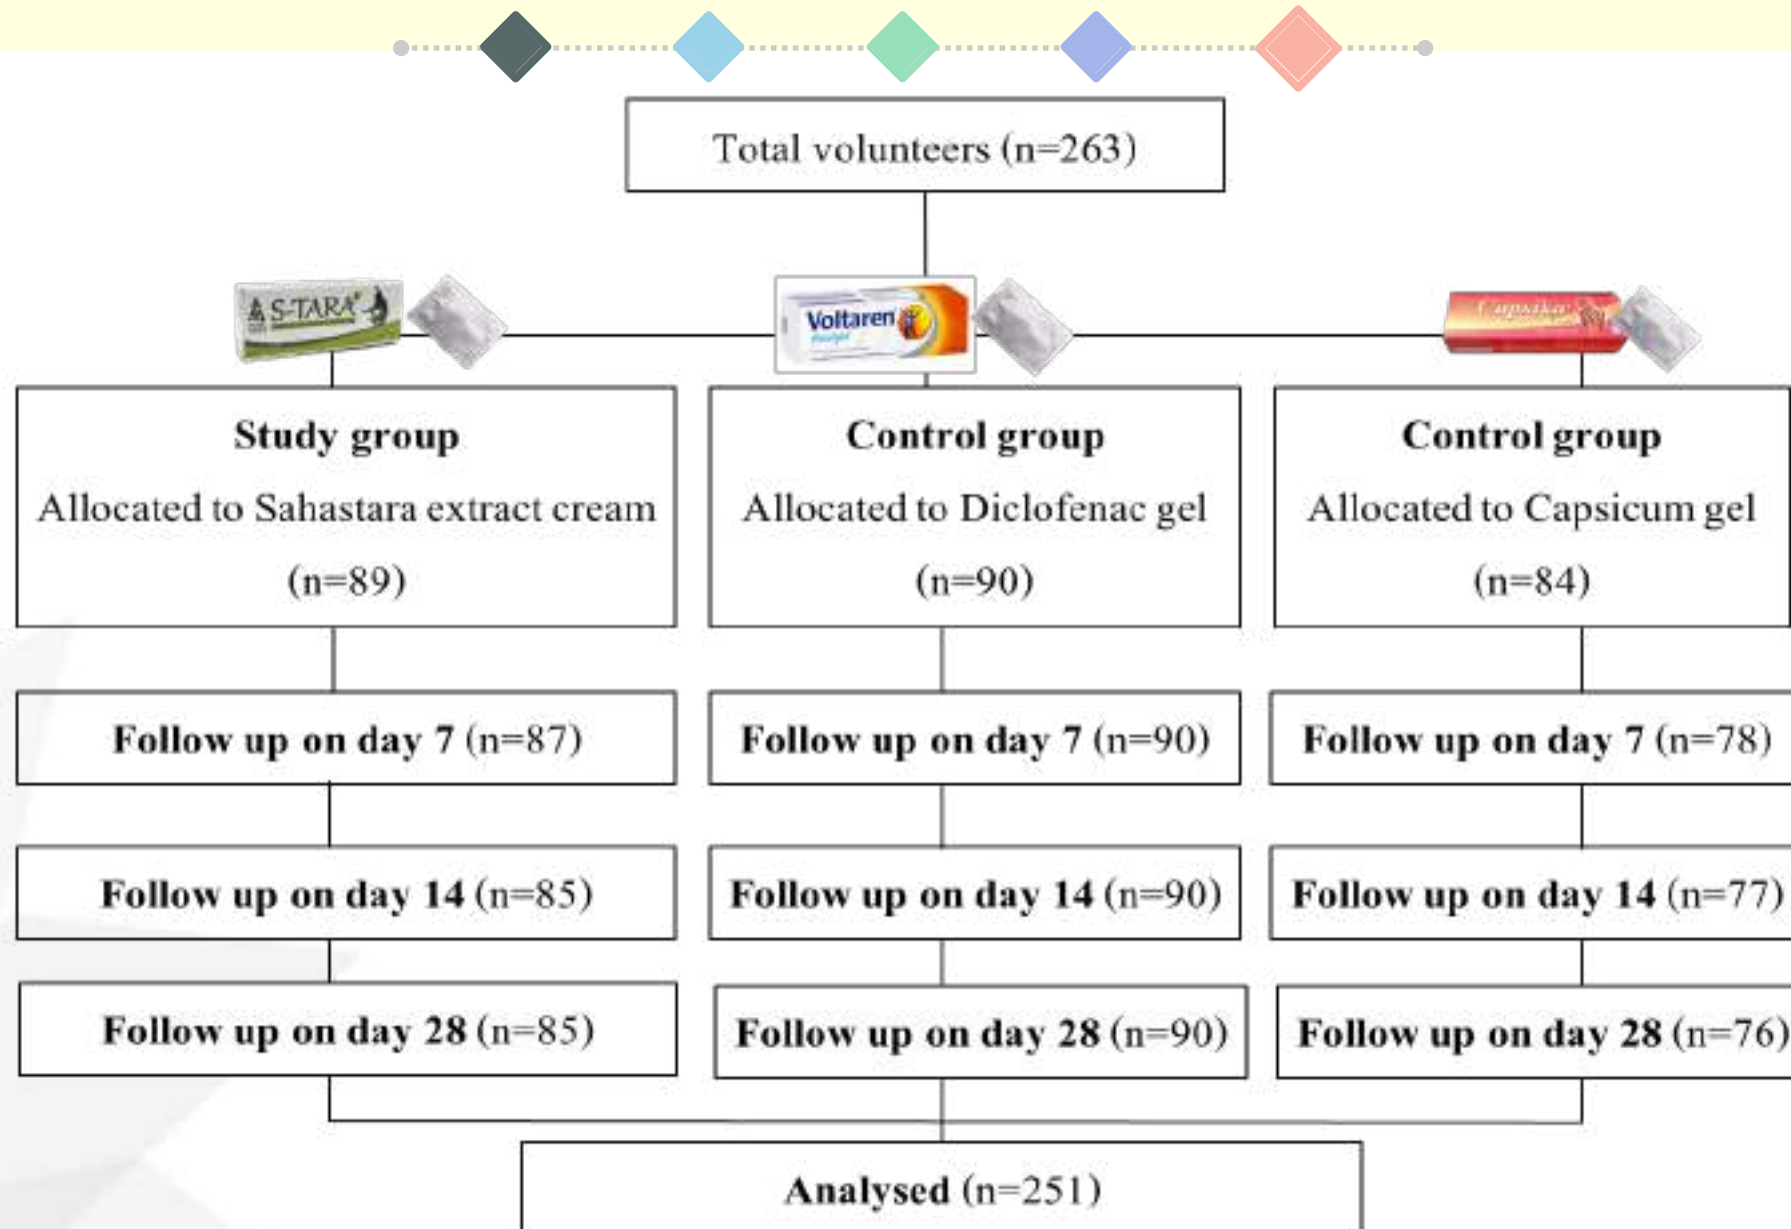 Total volunteers (n=263)
S-TARA
Voltaren
Capsika
Study group
Allocated to Sahastara extract cream
(n=89)
Control group
Allocated to Diclofenac gel
(n=90)
Control group
Allocated to Capsicum gel
(n=84)
Follow up on day 7 (n=87)
Follow up on day 7 (n=90)
Follow up on day 7 (n=78)
Follow up on day 14 (n=85)
Follow up on day 14 (n=90)
Follow up on day 14 (n=77)
Follow up on day 28 (n=85)
Follow up on day 28 (n=90)
Follow up on day 28 (n=76)
Analysed (n=251)